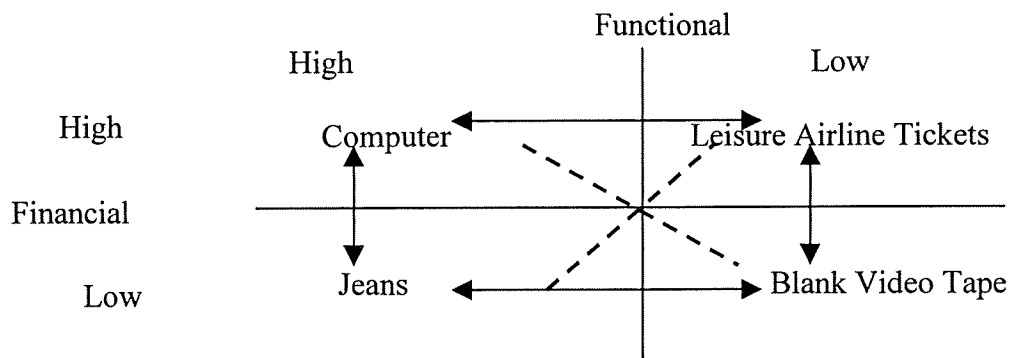 Functional
High Low
High Computer Leisure Airline Tickets
Financial
Jeans Blank Video Tape
Low